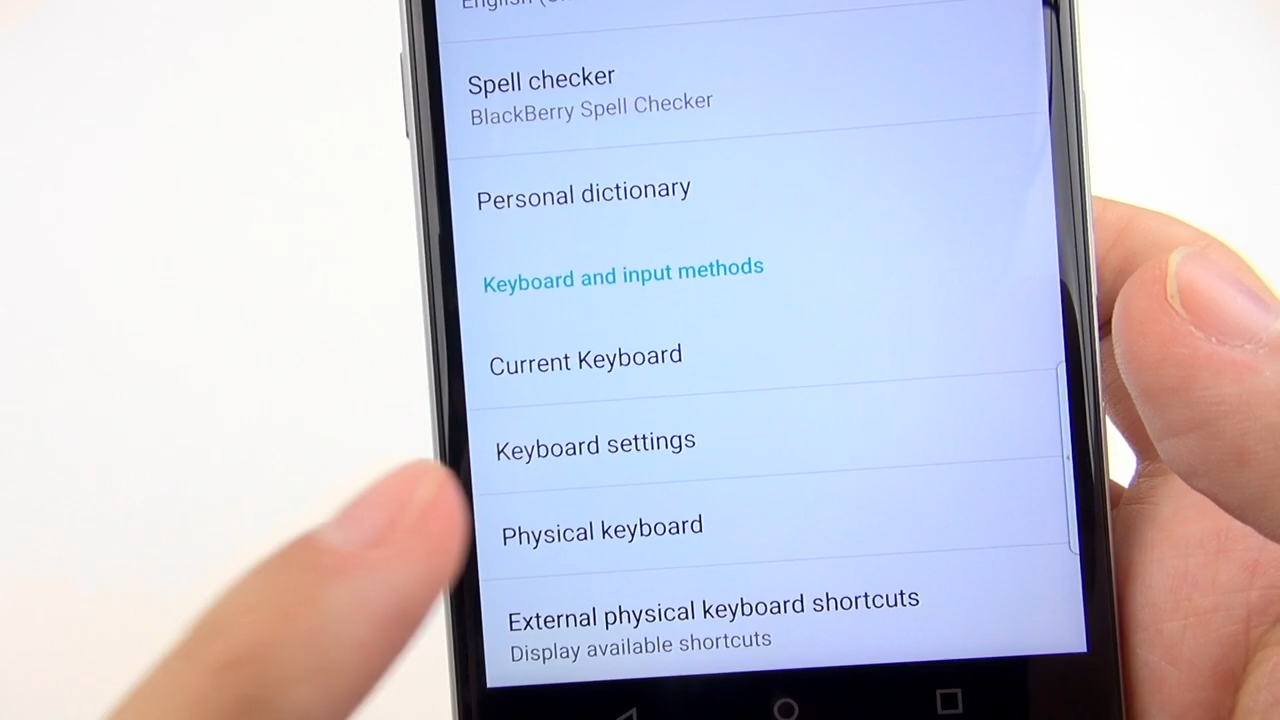 English
Spell checker
BlackBerry Spell Checker
Personal dictionary
Keyboard and input methods
Current Keyboard
Keyboard settings
Physical keyboard
External physical keyboard shortcuts
Display available shortcuts